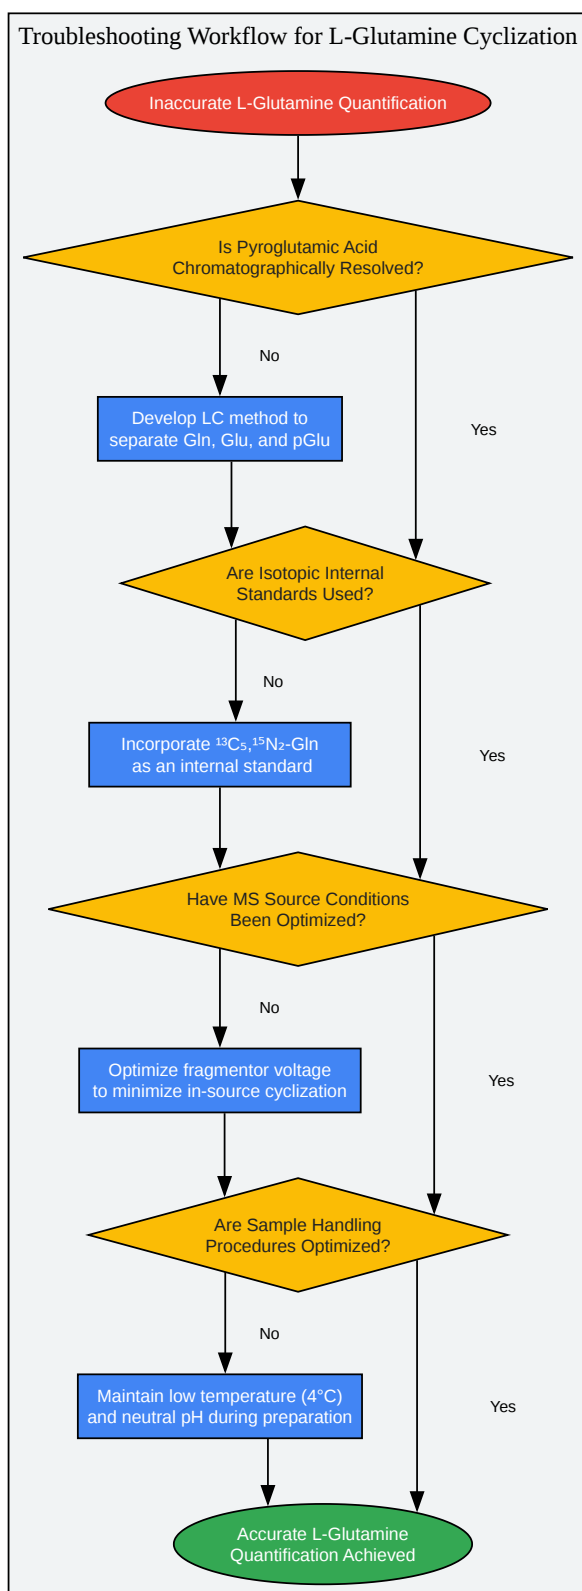 Troubleshooting Workflow for L-Glutamine Cyclization
Inaccurate L-Glutamine Quantification
Is Pyroglutamic Acid
Chromatographically Resolved?
No
Develop LC method to
separate Gln, Glu, and pGlu
Yes
Are Isotopic Internal
Standards Used?
No
Incorporate ¹³C₅,¹⁵N₂-Gln
as an internal standard
Yes
Have MS Source Conditions
Been Optimized?
No
Optimize fragmentor voltage
to minimize in-source cyclization
Yes
Are Sample Handling
Procedures Optimized?
No
Maintain low temperature (4°C)
and neutral pH during preparation
Yes
Accurate L-Glutamine
Quantification Achieved